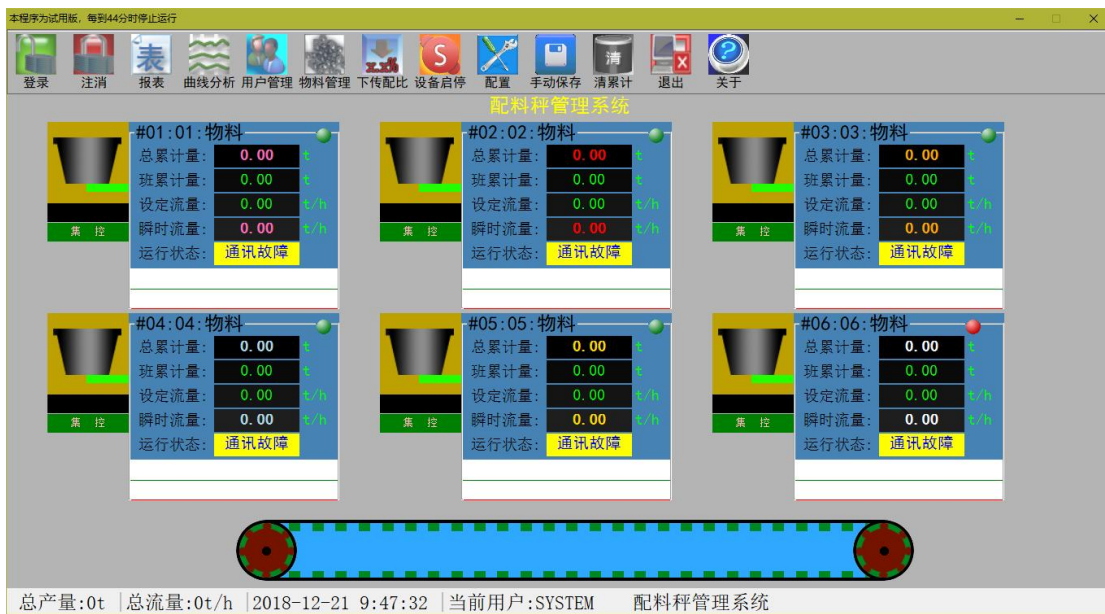 本程序为试用版，每到44分时停止运行
登录 注消 报表 曲线分析 用户管理 物料管理 下传配比 设备启停 配置 手动保存 清累计 退出 关于
表 x.x% S 清 ?
配料秤管理系统
#01:01:物料
总累计量: 0.00 t
班累计量: 0.00 t
设定流量: 0.00 t/h
瞬时流量: 0.00 t/h
运行状态: 通讯故障
集 控
#02:02:物料
总累计量: 0.00 t
班累计量: 0.00 t
设定流量: 0.00 t/h
瞬时流量: 0.00 t/h
运行状态: 通讯故障
集 控
#03:03:物料
总累计量: 0.00 t
班累计量: 0.00 t
设定流量: 0.00 t/h
瞬时流量: 0.00 t/h
运行状态: 通讯故障
集 控
#04:04:物料
总累计量: 0.00 t
班累计量: 0.00 t
设定流量: 0.00 t/h
瞬时流量: 0.00 t/h
运行状态: 通讯故障
集 控
#05:05:物料
总累计量: 0.00 t
班累计量: 0.00 t
设定流量: 0.00 t/h
瞬时流量: 0.00 t/h
运行状态: 通讯故障
集 控
#06:06:物料
总累计量: 0.00 t
班累计量: 0.00 t
设定流量: 0.00 t/h
瞬时流量: 0.00 t/h
运行状态: 通讯故障
集 控
总产量:0t |总流量:0t/h |2018-12-21 9:47:32 |当前用户:SYSTEM 配料秤管理系统